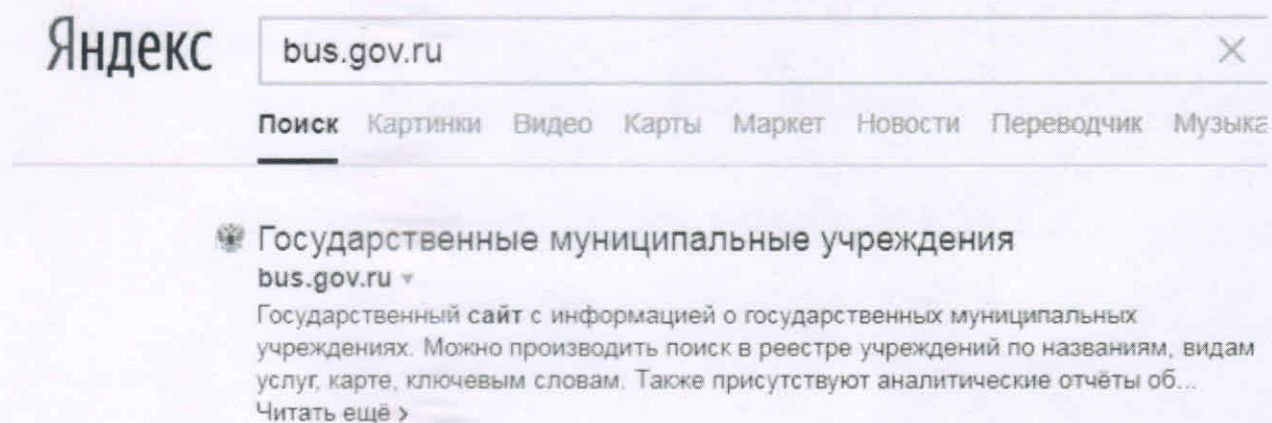 Яндекс
bus.gov.ru
Поиск Картинки Видео Карты Маркет Новости Переводчик Музыка
Государственные муниципальные учреждения
bus.gov.ru
Государственный сайт с информацией о государственных муниципальных
учреждениях. Можно производить поиск в реестре учреждений по названиям, видам
услуг, карте, ключевым словам. Также присутствуют аналитические отчёты об...
Читать ещё >